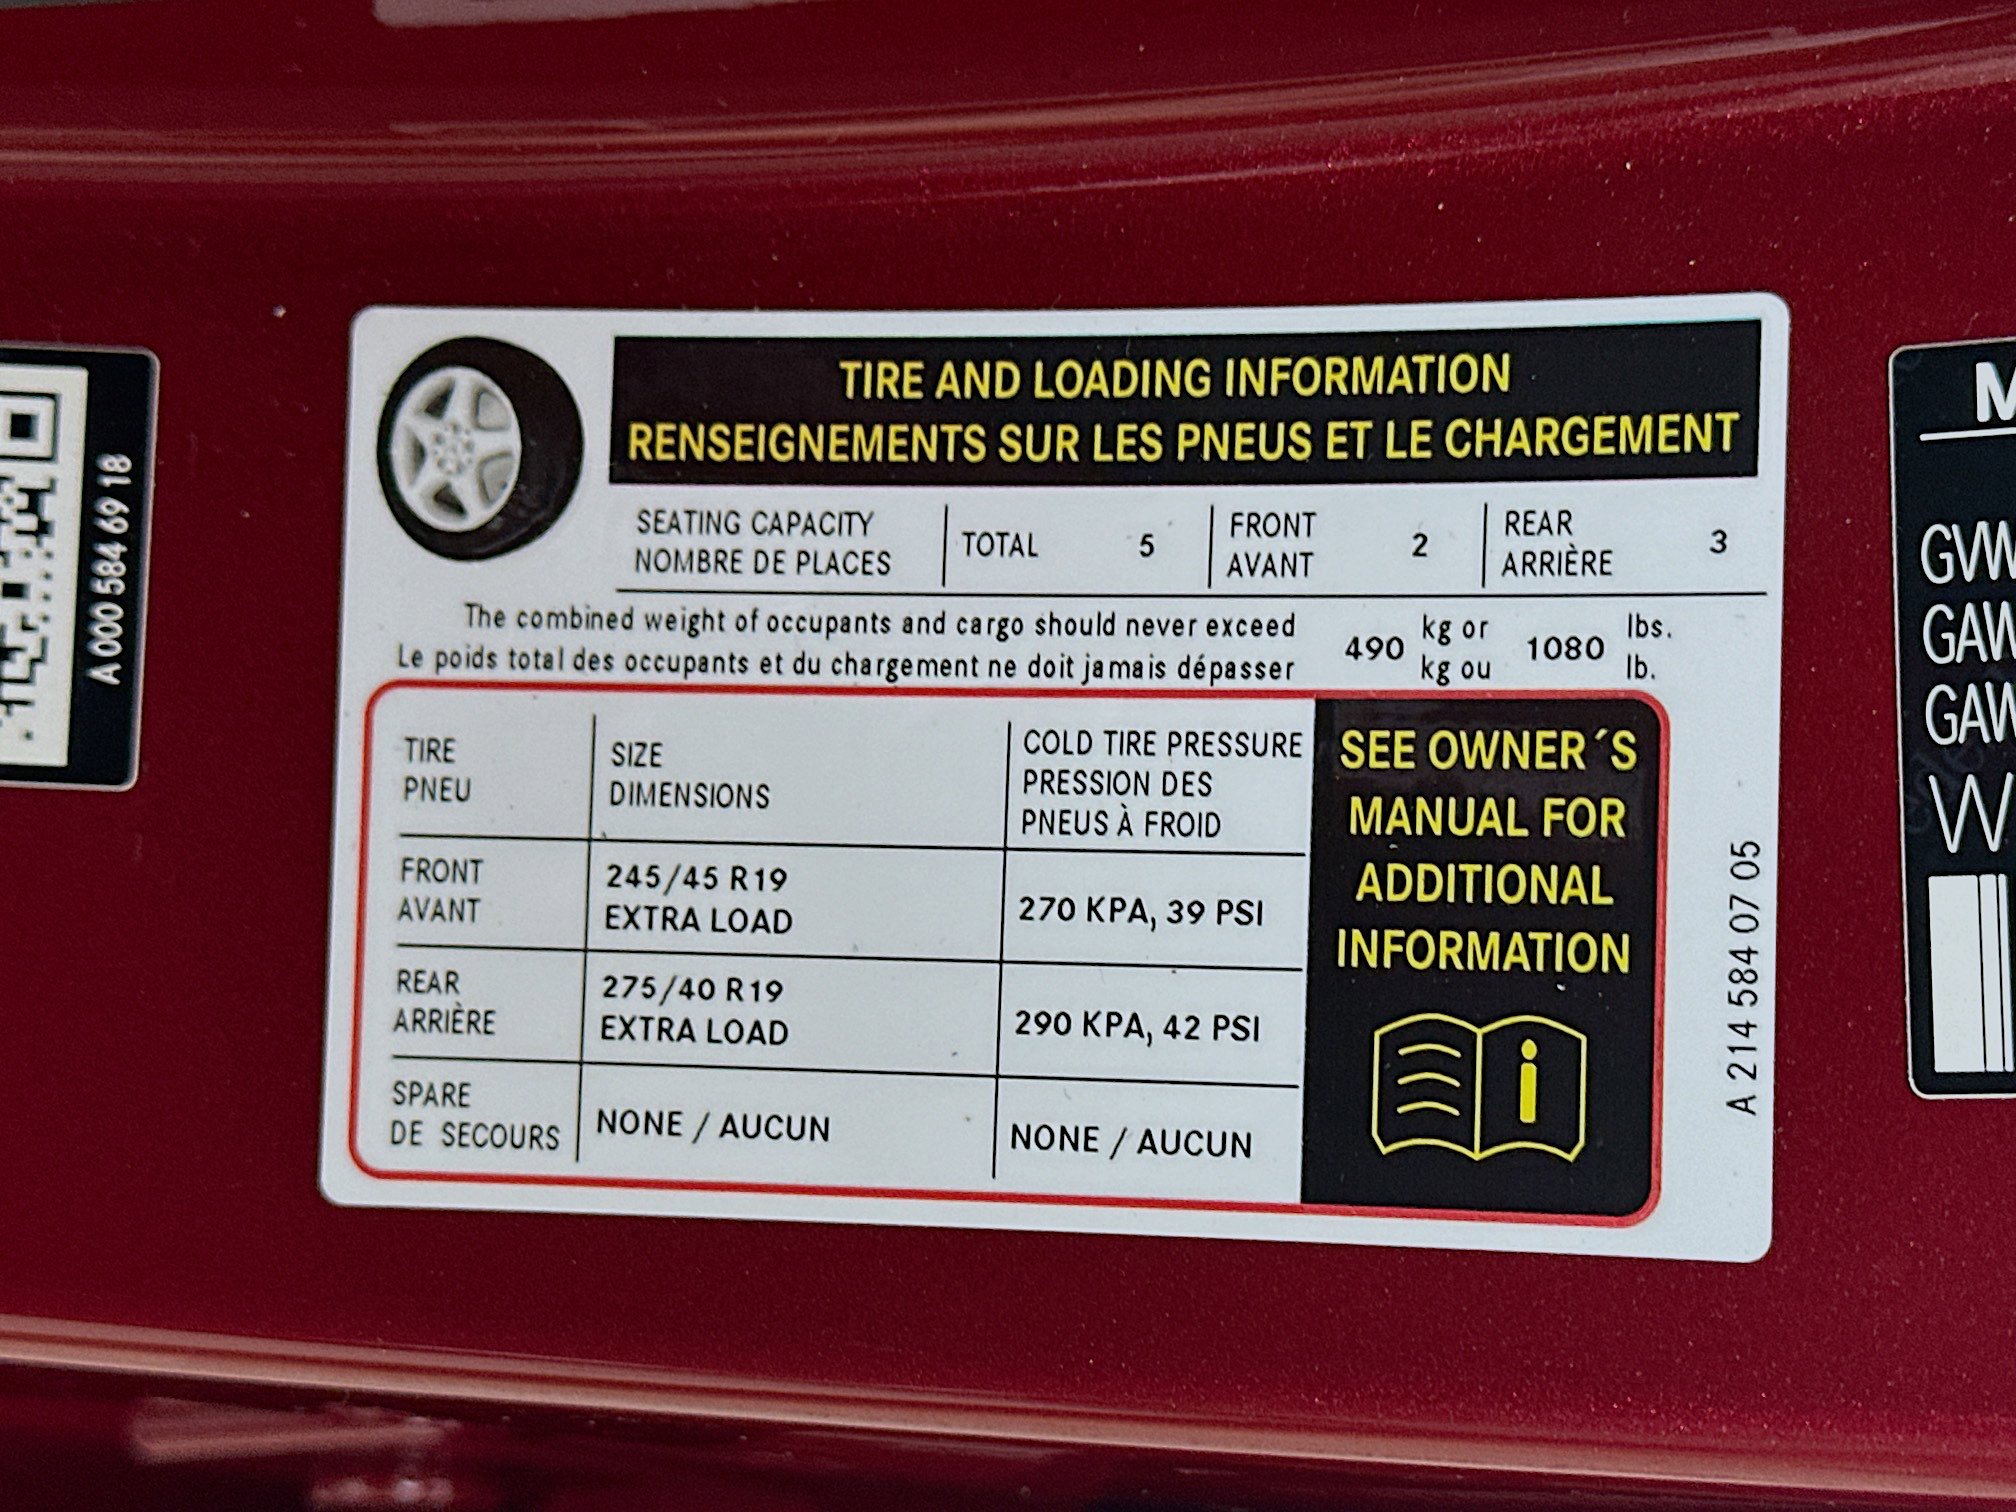 A 000 584 69 18
TIRE AND LOADING INFORMATION
RENSEIGNEMENTS SUR LES PNEUS ET LE CHARGEMENT
SEATING CAPACITY
NOMBRE DE PLACES
TOTAL 5
FRONT
AVANT
2
REAR
ARRIÈRE
3
The combined weight of occupants and cargo should never exceed
Le poids total des occupants et du chargement ne doit jamais dépasser
490
kg or
kg ou
1080
lbs.
lb.
TIRE
PNEU
SIZE
DIMENSIONS
COLD TIRE PRESSURE
PRESSION DES
PNEUS À FROID
FRONT
AVANT
245/45 R19
EXTRA LOAD
270 KPA, 39 PSI
REAR
ARRIÈRE
275/40 R19
EXTRA LOAD
290 KPA, 42 PSI
SPARE
DE SECOURS
NONE / AUCUN
NONE / AUCUN
SEE OWNER´S
MANUAL FOR
ADDITIONAL
INFORMATION
A 214 584 07 05